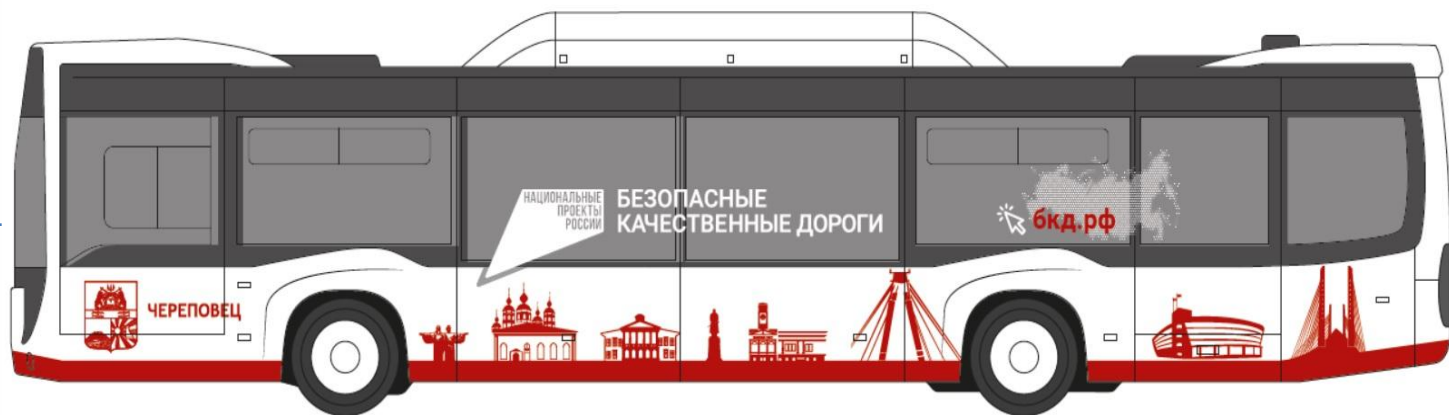 НАЦИОНАЛЬНЫЕ
ПРОЕКТЫ
РОССИИ
БЕЗОПАСНЫЕ
КАЧЕСТВЕННЫЕ ДОРОГИ
бкд.рф
ЧЕРЕПОВЕЦ